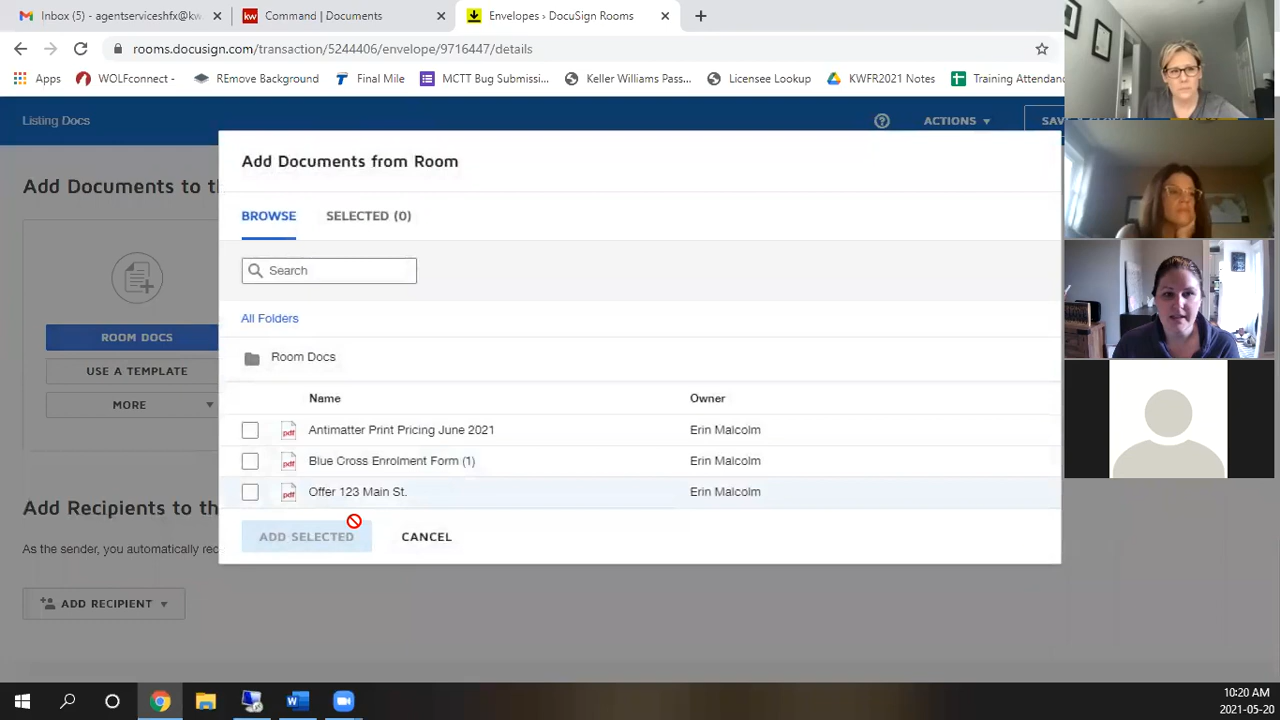 Inbox (5) - agentserviceshfx@kw
Command | Documents
Envelopes › DocuSign Rooms
rooms.docusign.com/transaction/5244406/envelope/9716447/details
Apps
WOLFconnect -
REmove Background
Final Mile
MCTT Bug Submissi...
Keller Williams Pass...
Licensee Lookup
KWFR2021 Notes
Training Attendanc
Listing Docs
ACTIONS
SAV
Add Documents to th
Add Documents from Room
BROWSE
SELECTED (0)
Search
All Folders
Room Docs
ROOM DOCS
USE A TEMPLATE
MORE
Name Owner
Antimatter Print Pricing June 2021 Erin Malcolm
Blue Cross Enrolment Form (1) Erin Malcolm
Offer 123 Main St. Erin Malcolm
ADD SELECTED
CANCEL
Add Recipients to th
As the sender, you automatically rec
ADD RECIPIENT
10:20 AM
2021-05-20